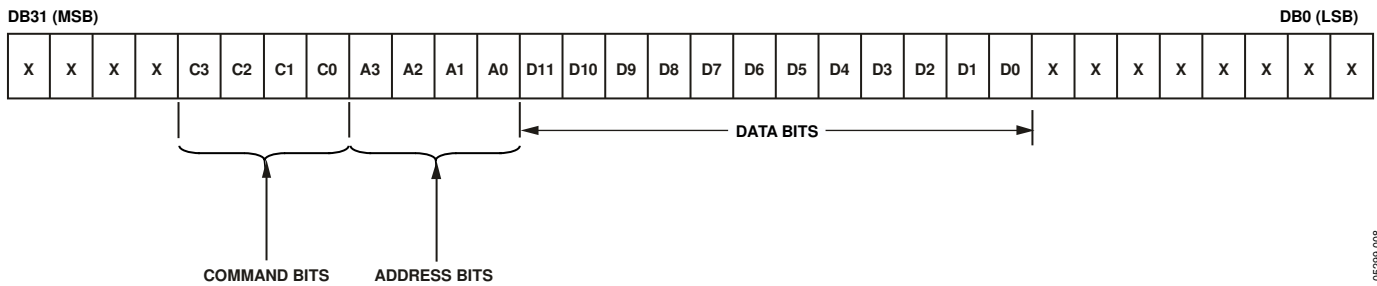 DB31 (MSB) DB0 (LSB)
X X X X C3 C2 C1 C0 A3 A2 A1 A0 D11 D10 D9 D8 D7 D6 D5 D4 D3 D2 D1 D0 X X X X X X X X
DATA BITS
COMMAND BITS ADDRESS BITS